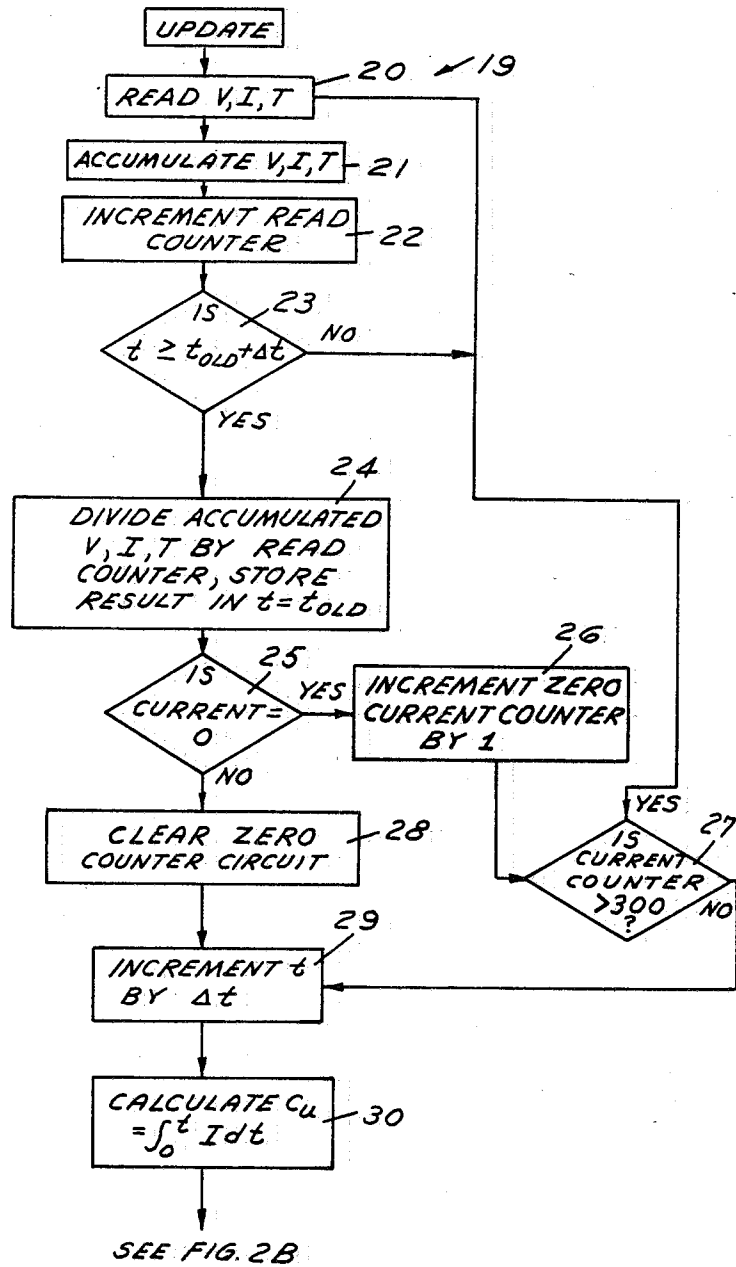 UPDATE
20
19
READ V,I,T
ACCUMULATE V,I,T
21
INCREMENT READ
COUNTER
22
IS
23
t ≥ tOLD+Δt
NO
YES
24
DIVIDE ACCUMULATED
V,I,T BY READ
COUNTER, STORE
RESULT IN t=tOLD
IS
25
CURRENT=
0
YES
NO
26
INCREMENT ZERO
CURRENT COUNTER
BY 1
YES
27
IS
CURRENT
COUNTER
>300
?
NO
CLEAR ZERO
COUNTER CIRCUIT
28
29
INCREMENT t
BY Δt
CALCULATE Cu
=∫0t I dt
30
SEE FIG. 2B